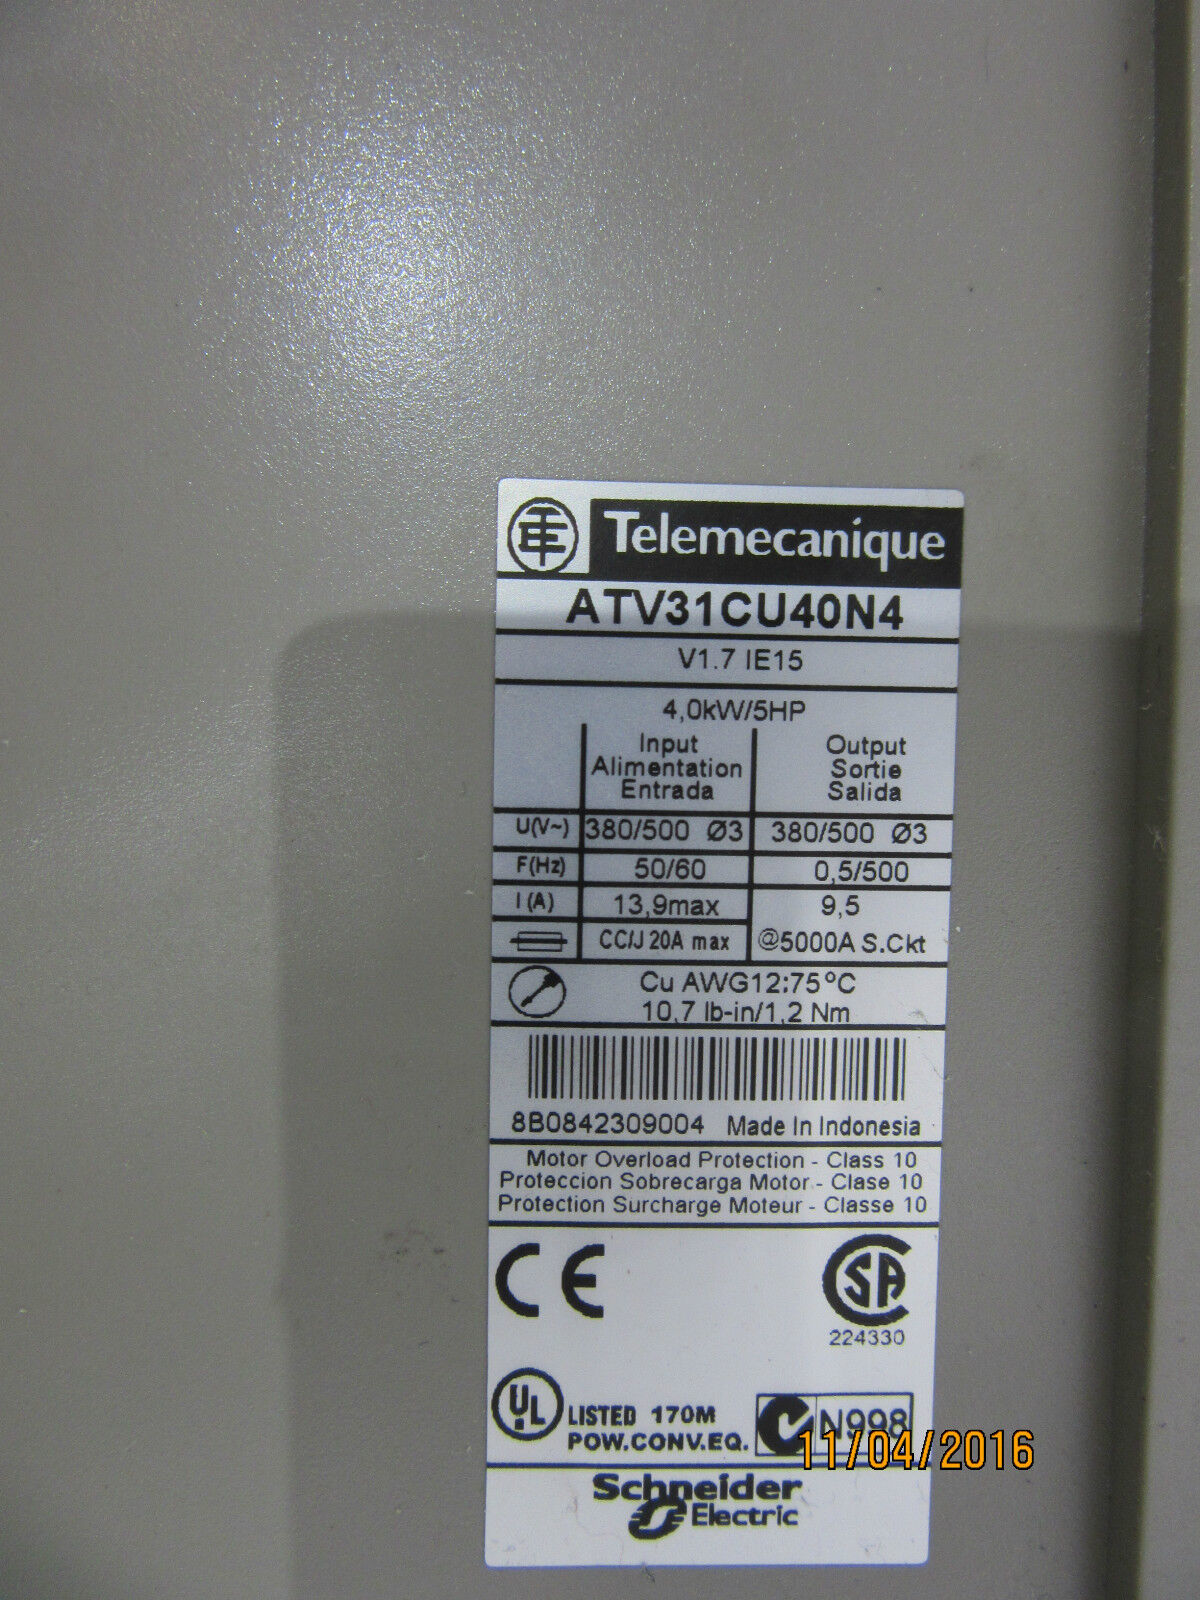 Telemecanique
ATV31CU40N4
V1.7 IE15
4,0kW/5HP
Input
Alimentation
Entrada
Output
Sortie
Salida
U(V~) 380/500 Ø3 380/500 Ø3
F(Hz) 50/60 0,5/500
I (A) 13,9max 9,5
CC/J 20A max @5000A S.Ckt
Cu AWG12:75°C
10,7 lb-in/1,2 Nm
8B0842309004 Made In Indonesia
Motor Overload Protection - Class 10
Proteccion Sobrecarga Motor - Clase 10
Protection Surcharge Moteur - Classe 10
CE
SA
224330
UL
LISTED 170M
POW.CONV.EQ.
N998
11/04/2016
Schneider
Electric